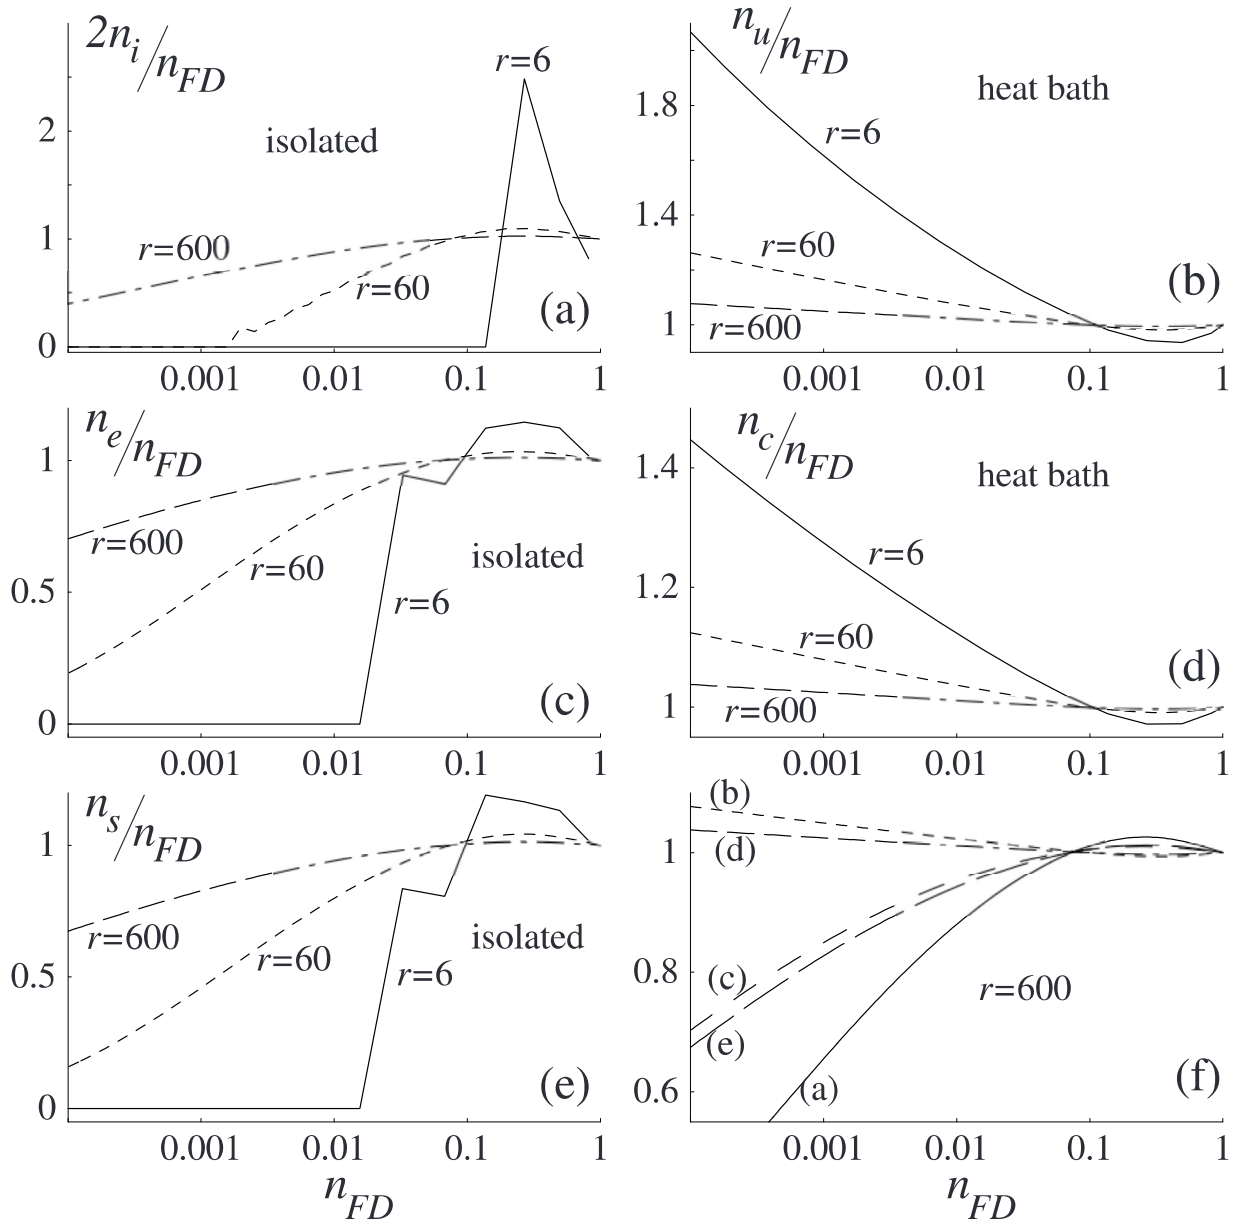 2n_i/n_FD
r=6
isolated
2
1
0
r=600
r=60
(a)
0.001 0.01 0.1 1
n_u/n_FD
heat bath
1.8
1.4
1
r=6
r=60
r=600
(b)
0.001 0.01 0.1 1
n_e/n_FD
1
0.5
0
r=600
r=60
r=6
isolated
(c)
0.001 0.01 0.1 1
n_c/n_FD
heat bath
1.4
1.2
1
r=6
r=60
r=600
(d)
0.001 0.01 0.1 1
n_s/n_FD
1
0.5
0
r=600
r=60
r=6
isolated
(e)
0.001 0.01 0.1 1
n_FD
(b)
(d)
1
0.8
0.6
(c)
(e)
(a)
r=600
(f)
0.001 0.01 0.1 1
n_FD